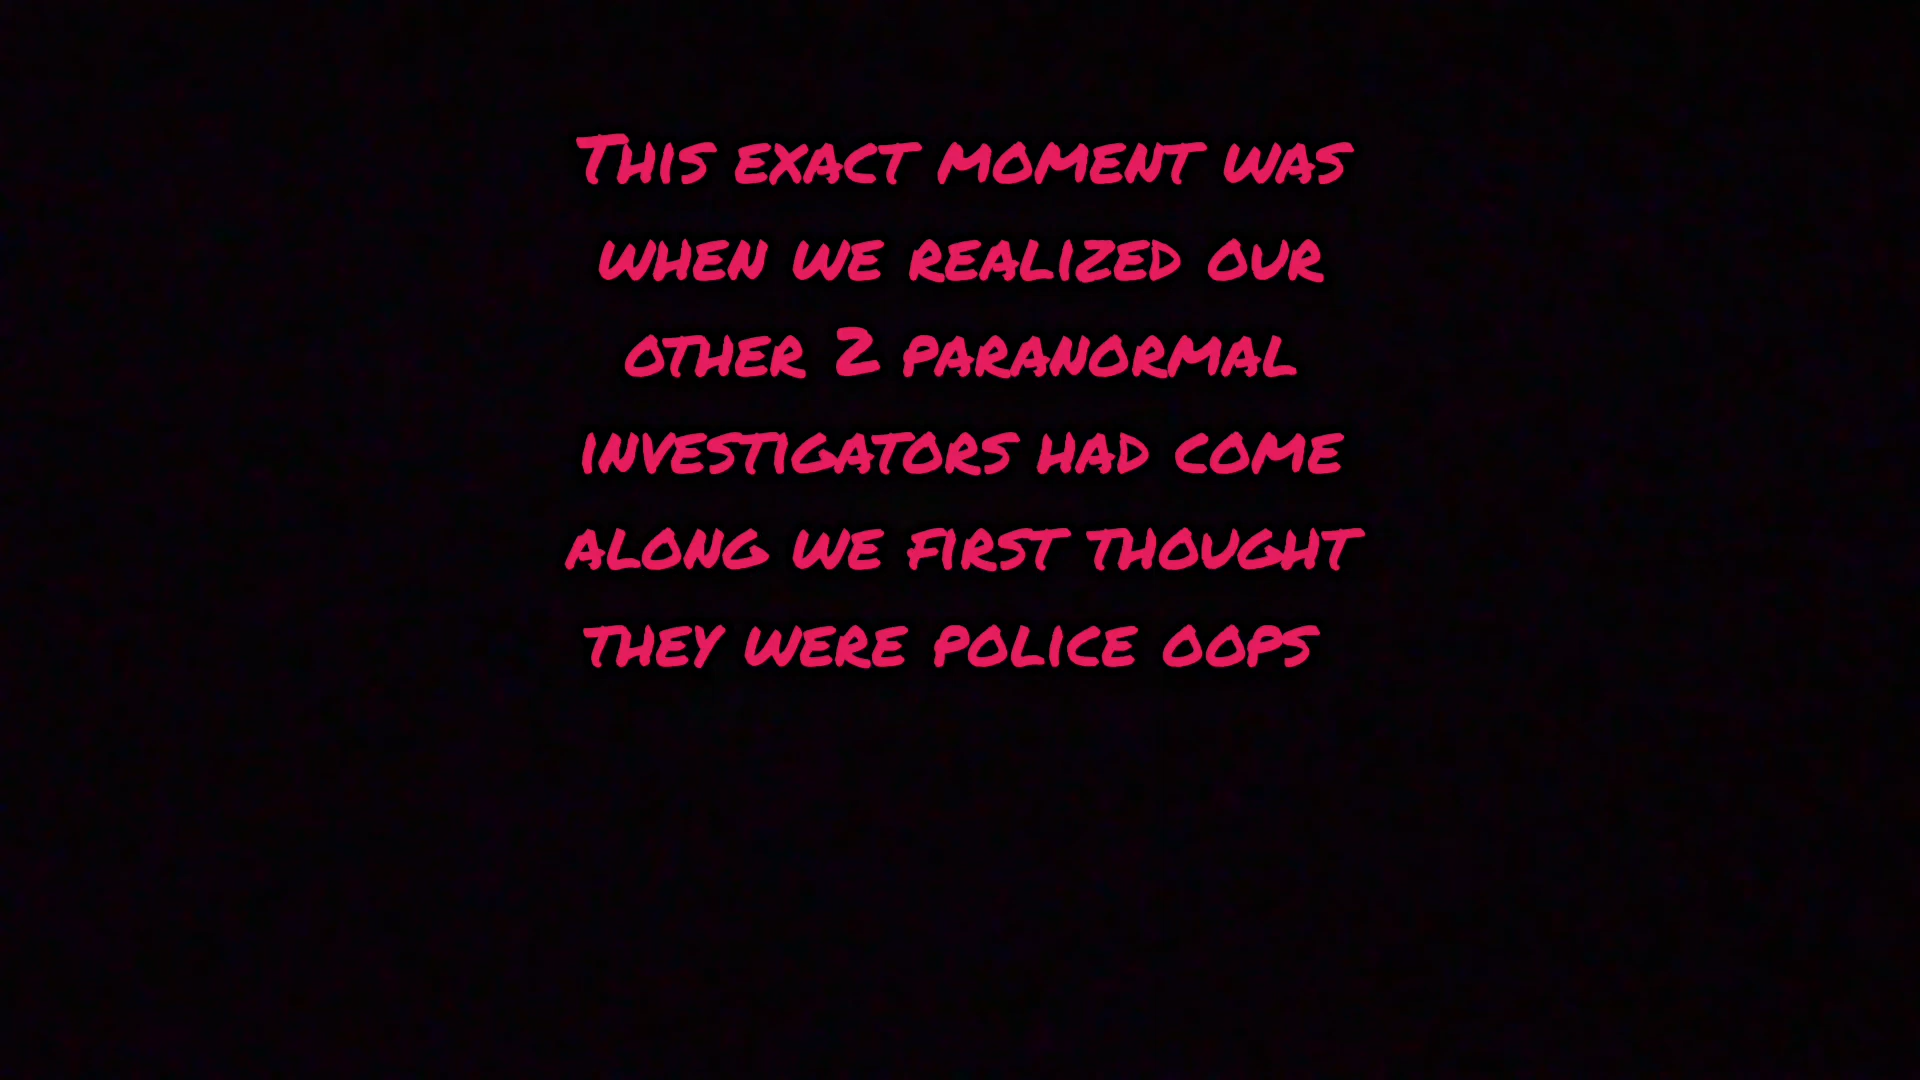 This exact moment was
when we realized our
other 2 paranormal
investigators had come
along we first thought
they were police oops